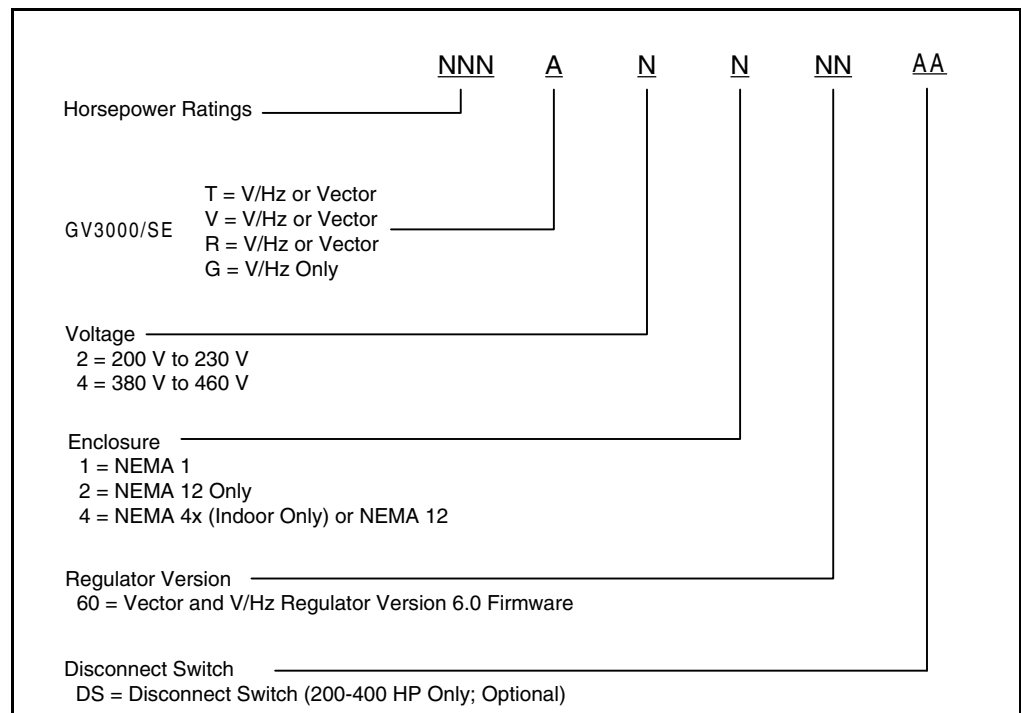 NNN A N N NN AA
Horsepower Ratings
T = V/Hz or Vector
V = V/Hz or Vector
GV3000/SE
R = V/Hz or Vector
G = V/Hz Only
Voltage
2 = 200 V to 230 V
4 = 380 V to 460 V
Enclosure
1 = NEMA 1
2 = NEMA 12 Only
4 = NEMA 4x (Indoor Only) or NEMA 12
Regulator Version
60 = Vector and V/Hz Regulator Version 6.0 Firmware
Disconnect Switch
DS = Disconnect Switch (200-400 HP Only; Optional)